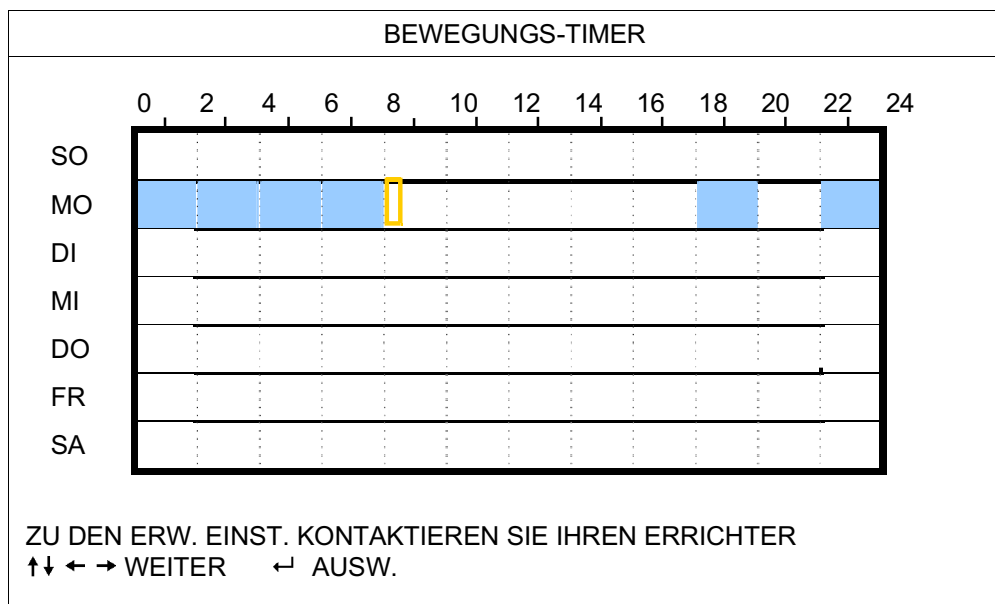 BEWEGUNGS-TIMER
0 2 4 6 8 10 12 14 16 18 20 22 24
SO
MO
DI
MI
DO
FR
SA
ZU DEN ERW. EINST. KONTAKTIEREN SIE IHREN ERRICHTER
↑↓ ← → WEITER ↵ AUSW.